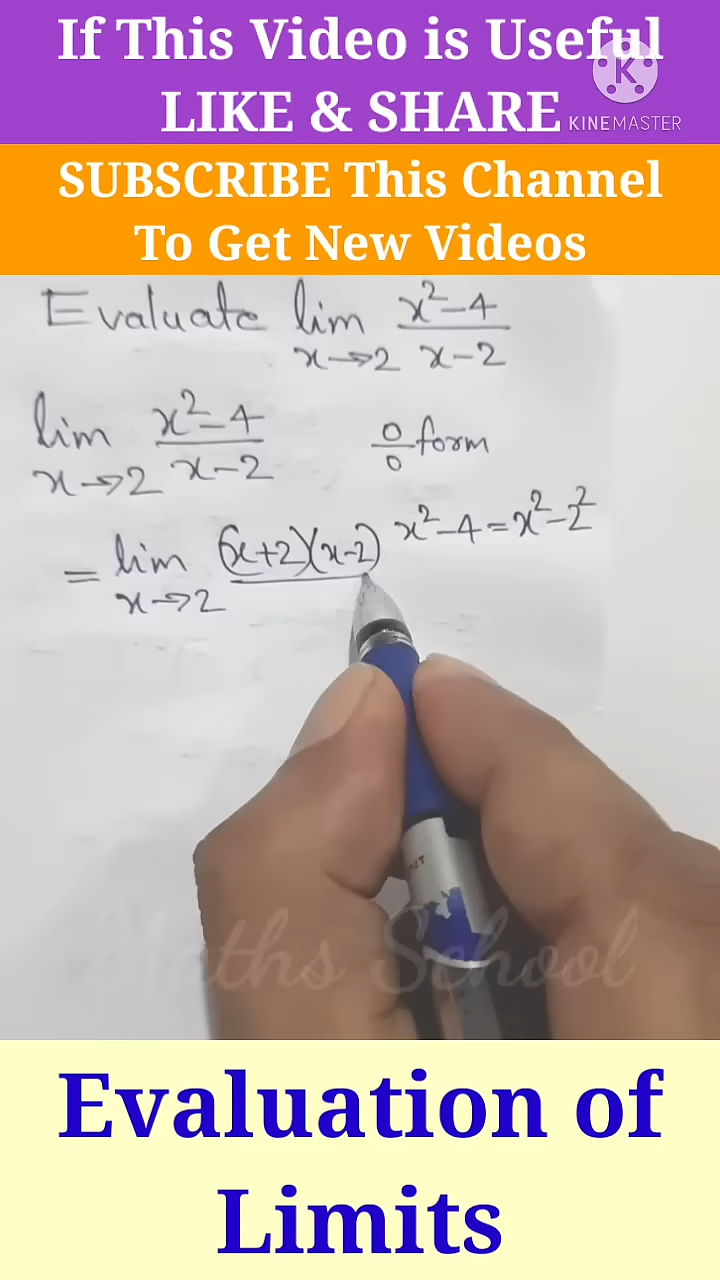 If This Video is Useful
LIKE & SHARE
K
KINEMASTER
SUBSCRIBE This Channel
To Get New Videos
Evaluate lim x²-4
x→2 x-2
lim x²-4 0/0 form
x→2 x-2
= lim (x+2)(x-2) x²-4=x²-2²
x→2
Maths School
Evaluation of
Limits